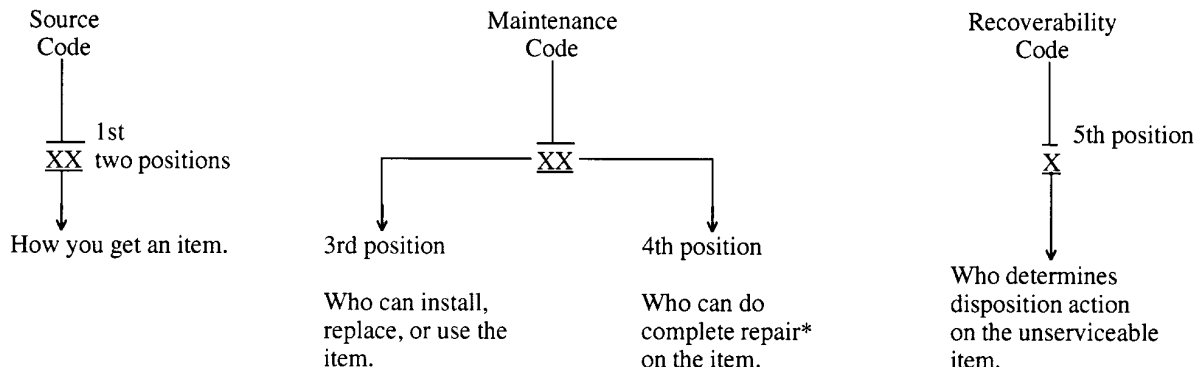 Source
Code
XX
1st
two positions
How you get an item.
Maintenance
Code
XX
3rd position
Who can install,
replace, or use the
item.
4th position
Who can do
complete repair*
on the item.
Recoverability
Code
5th position
X
Who determines
disposition action
on the unserviceable
item.